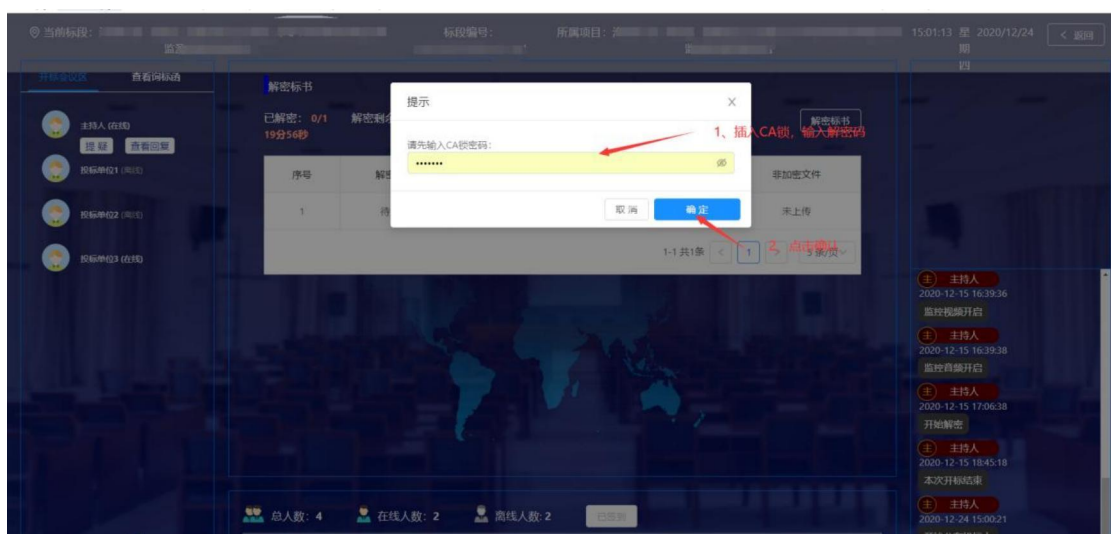 当前标段：
标段编号：
所属项目：
15:01:13 星期四 2020/12/24
< 返回
开标会议区 查看问标函
主持人 (在线)
提 疑 查看回复
投标单位1 (离线)
投标单位2 (离线)
投标单位3 (在线)
解密标书
已解密： 0/1 解密剩
19分56秒
解密标书
序号
非加密文件
1 待
未上传
1-1 共1条 < 1 > 5 条/页
提示 X
请先输入CA锁密码：
•••••••
取 消 确 定
1、插入CA锁，输入解密码
2、点击确认
主 主持人
2020-12-15 16:39:36
监控视频开启
主 主持人
2020-12-15 16:39:38
监控音频开启
主 主持人
2020-12-15 17:06:38
开始解密
主 主持人
2020-12-15 18:45:18
本次开标结束
主 主持人
2020-12-24 15:00:21
总人数：4 在线人数：2 离线人数：2 已签到